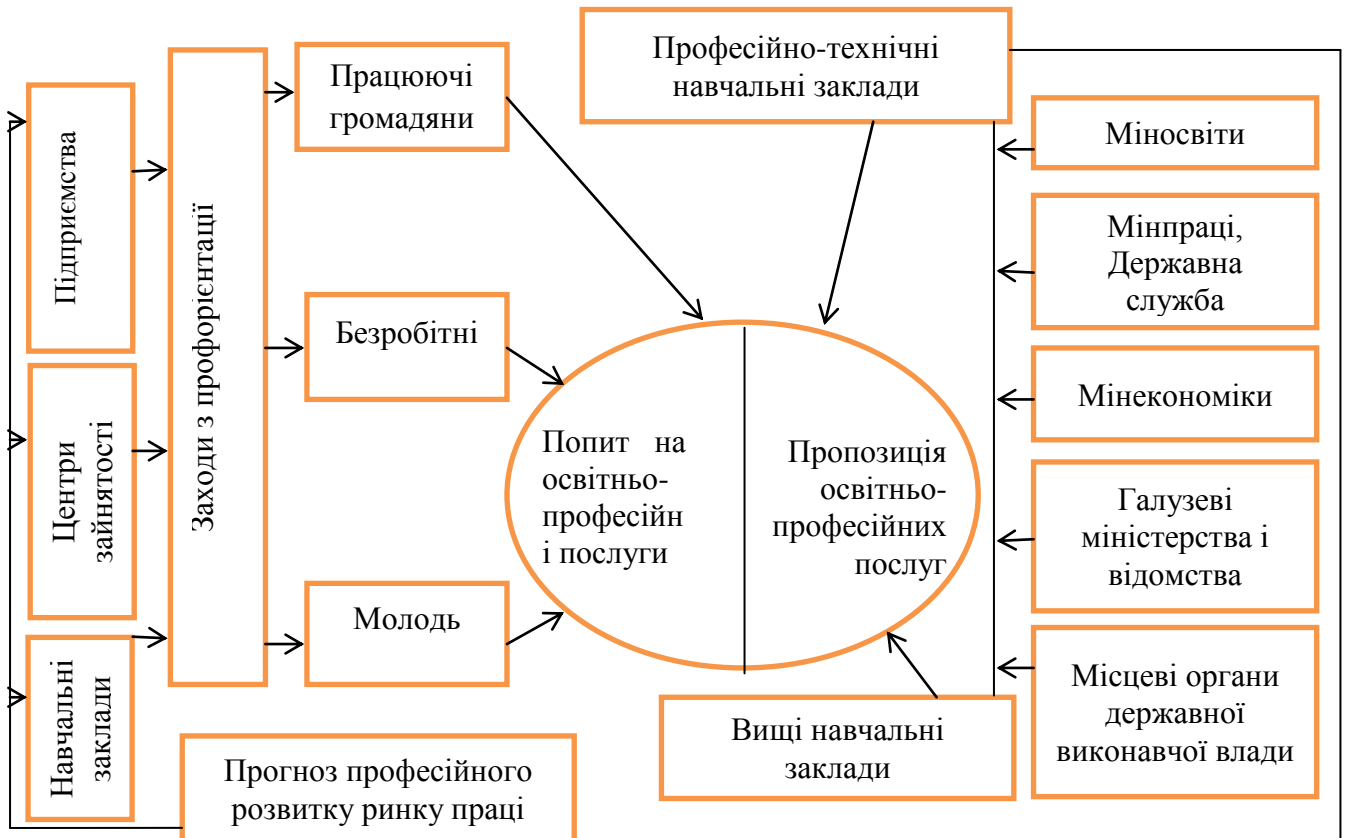 Підприємства
Центри
зайнятості
Навчальні
заклади
Заходи з профорієнтації
Працюючі
громадяни
Безробітні
Молодь
Прогноз професійного
розвитку ринку праці
Попит на
освітньо-
професійн
і послуги
Пропозиція
освітньо-
професійних
послуг
Професійно-технічні
навчальні заклади
Вищі навчальні
заклади
Міносвіти
Мінпраці,
Державна
служба
Мінекономіки
Галузеві
міністерства і
відомства
Місцеві органи
державної
виконавчої влади